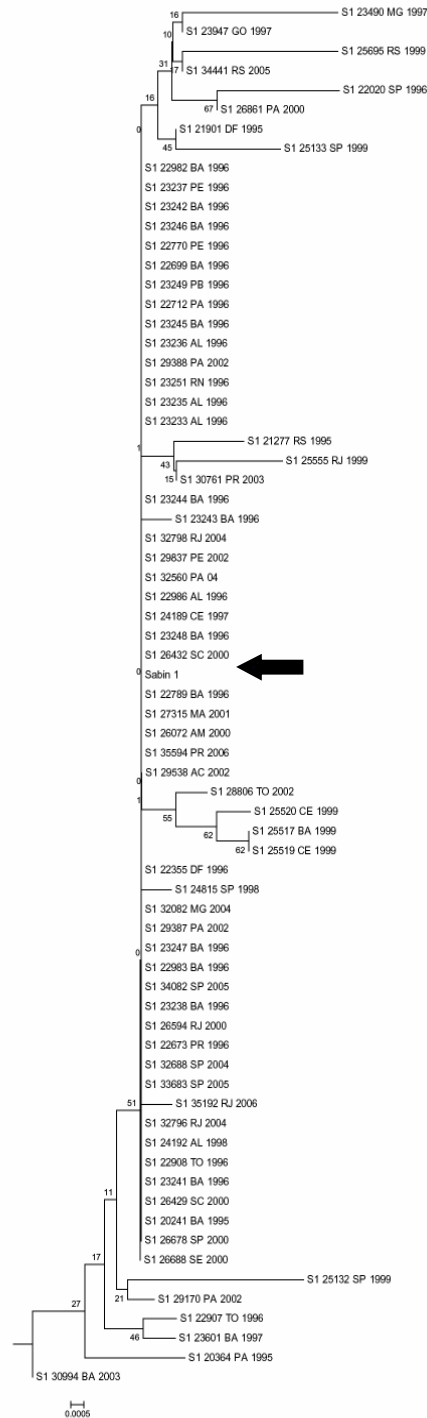 16
S1 23490 MG 1997
10
S1 23947 GO 1997
S1 25695 RS 1999
31
17
S1 34441 RS 2005
S1 22020 SP 1996
16
67
S1 26861 PA 2000
0
S1 21901 DF 1995
45
S1 25133 SP 1999
S1 22982 BA 1996
S1 23237 PE 1996
S1 23242 BA 1996
S1 23246 BA 1996
S1 22770 PE 1996
S1 22699 BA 1996
S1 23249 PB 1996
S1 22712 PA 1996
S1 23245 BA 1996
S1 23236 AL 1996
S1 29388 PA 2002
S1 23251 RN 1996
S1 23235 AL 1996
S1 23233 AL 1996
S1 21277 RS 1995
1
43
S1 25555 RJ 1999
15
S1 30761 PR 2003
S1 23244 BA 1996
S1 23243 BA 1996
S1 32798 RJ 2004
S1 29837 PE 2002
S1 32560 PA 04
S1 22986 AL 1996
S1 24189 CE 1997
S1 23248 BA 1996
S1 26432 SC 2000
0
Sabin 1
S1 22789 BA 1996
S1 27315 MA 2001
S1 26072 AM 2000
S1 35594 PR 2006
S1 29538 AC 2002
0
S1 28806 TO 2002
1
55
S1 25520 CE 1999
62
S1 25517 BA 1999
62
S1 25519 CE 1999
S1 22355 DF 1996
S1 24815 SP 1998
S1 32082 MG 2004
S1 29387 PA 2002
S1 23247 BA 1996
0
S1 22983 BA 1996
S1 34082 SP 2005
S1 23238 BA 1996
S1 26594 RJ 2000
S1 22673 PR 1996
S1 32688 SP 2004
S1 33683 SP 2005
51
S1 35192 RJ 2006
S1 32796 RJ 2004
S1 24192 AL 1998
S1 22908 TO 1996
S1 23241 BA 1996
11
S1 26429 SC 2000
S1 20241 BA 1995
S1 26678 SP 2000
17
S1 26688 SE 2000
S1 25132 SP 1999
21
S1 29170 PA 2002
27
S1 22907 TO 1996
46
S1 23601 BA 1997
S1 20364 PA 1995
S1 30994 BA 2003
0.0005